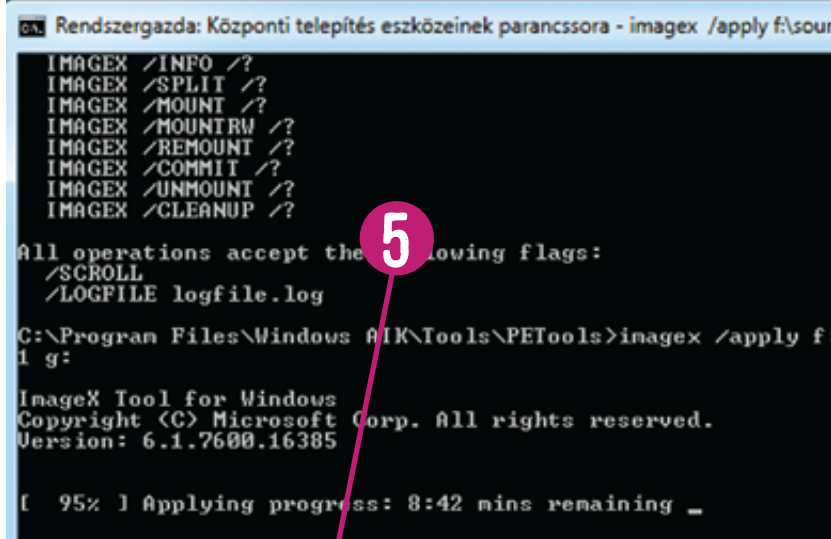 Rendszergazda: Központi telepítés eszközeinek parancssora - imagex /apply f:\sour
IMAGEX /INFO /?
IMAGEX /SPLIT /?
IMAGEX /MOUNT /?
IMAGEX /MOUNTRW /?
IMAGEX /REMOUNT /?
IMAGEX /COMMIT /?
IMAGEX /UNMOUNT /?
IMAGEX /CLEANUP /?
5
All operations accept the lowing flags:
/SCROLL
/LOGFILE logfile.log
C:\Program Files\Windows AIK\Tools\PETools>imagex /apply f
1 g:
ImageX Tool for Windows
Copyright (C) Microsoft Corp. All rights reserved.
Version: 6.1.7600.16385
[ 95% ] Applying progress: 8:42 mins remaining _